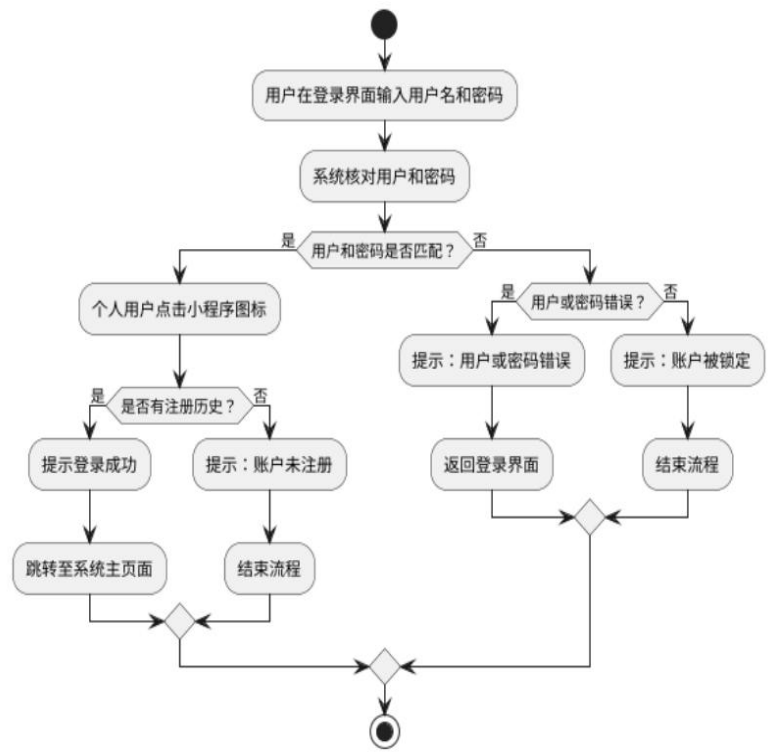 用户在登录界面输入用户名和密码
系统核对用户和密码
是
用户和密码是否匹配？
否
个人用户点击小程序图标
是
用户或密码错误？
否
提示：用户或密码错误
提示：账户被锁定
是
是否有注册历史？
否
提示登录成功
提示：账户未注册
返回登录界面
结束流程
跳转至系统主页面
结束流程